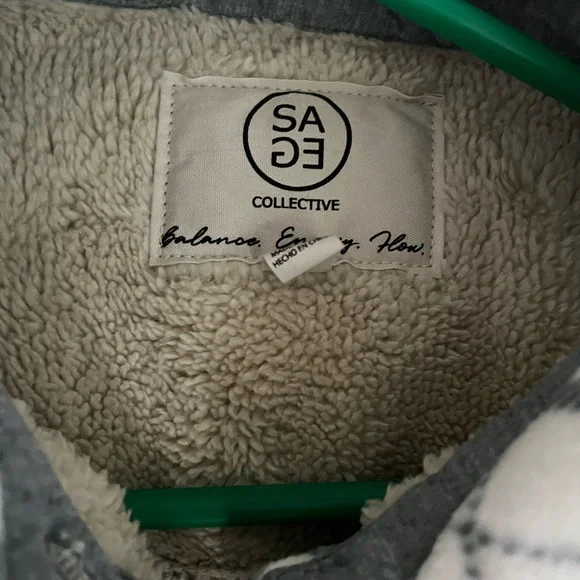 SA
GE
COLLECTIVE
Balance. Flow.
HECHO EN